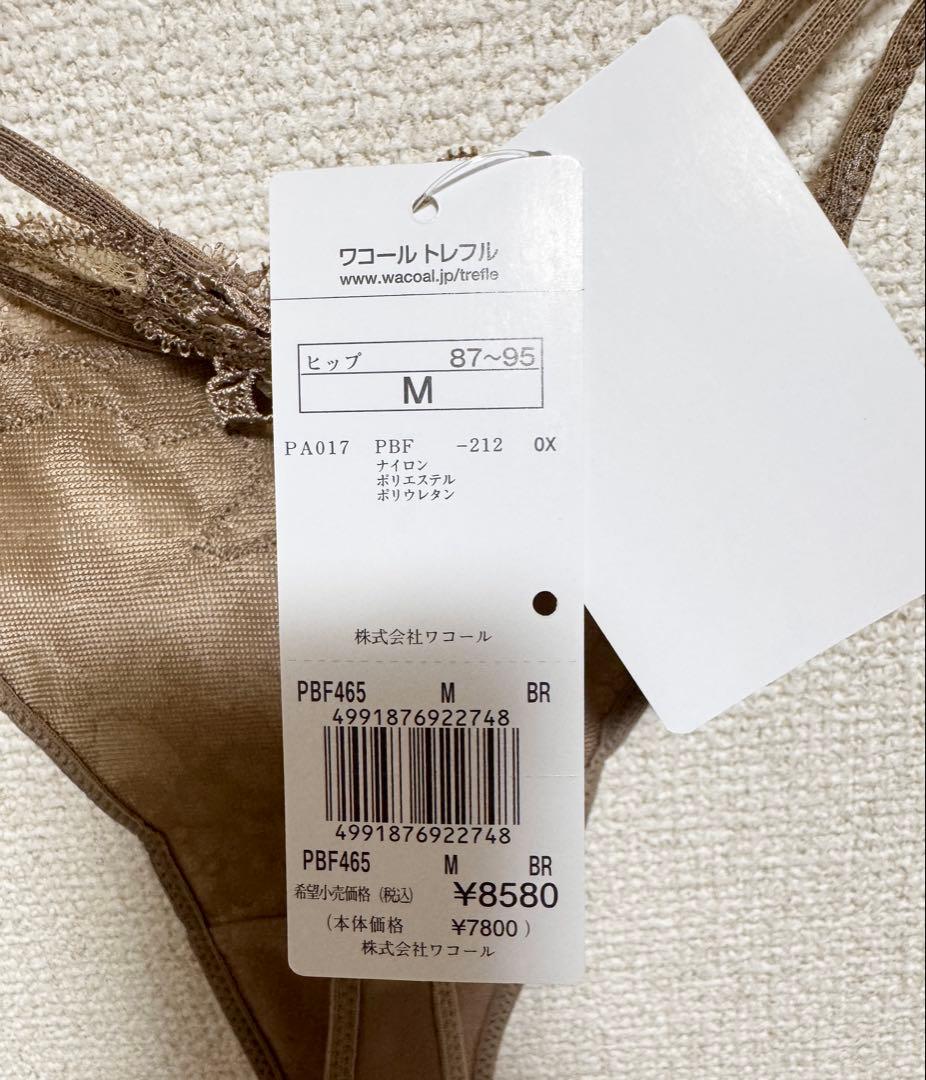 ワコール トレフル
www.wacoal.jp/trefle
ヒップ 87~95
M
PA017 PBF -212 OX
ナイロン
ポリエステル
ポリウレタン
株式会社ワコール
PBF465 M BR
4991876922748
4991876922748
PBF465 M BR
希望小売価格(税込) ¥8580
(本体価格 ¥7800)
株式会社ワコール